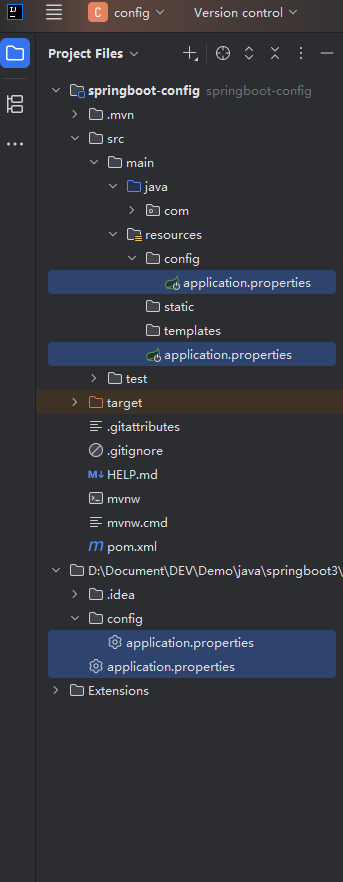 IJ
C config Version control
Project Files
springboot-config springboot-config
.mvn
src
main
java
com
resources
config
application.properties
static
templates
application.properties
test
target
.gitattributes
.gitignore
M↓ HELP.md
mvnw
mvnw.cmd
m pom.xml
D:\Document\DEV\Demo\java\springboot3\
.idea
config
application.properties
application.properties
Extensions